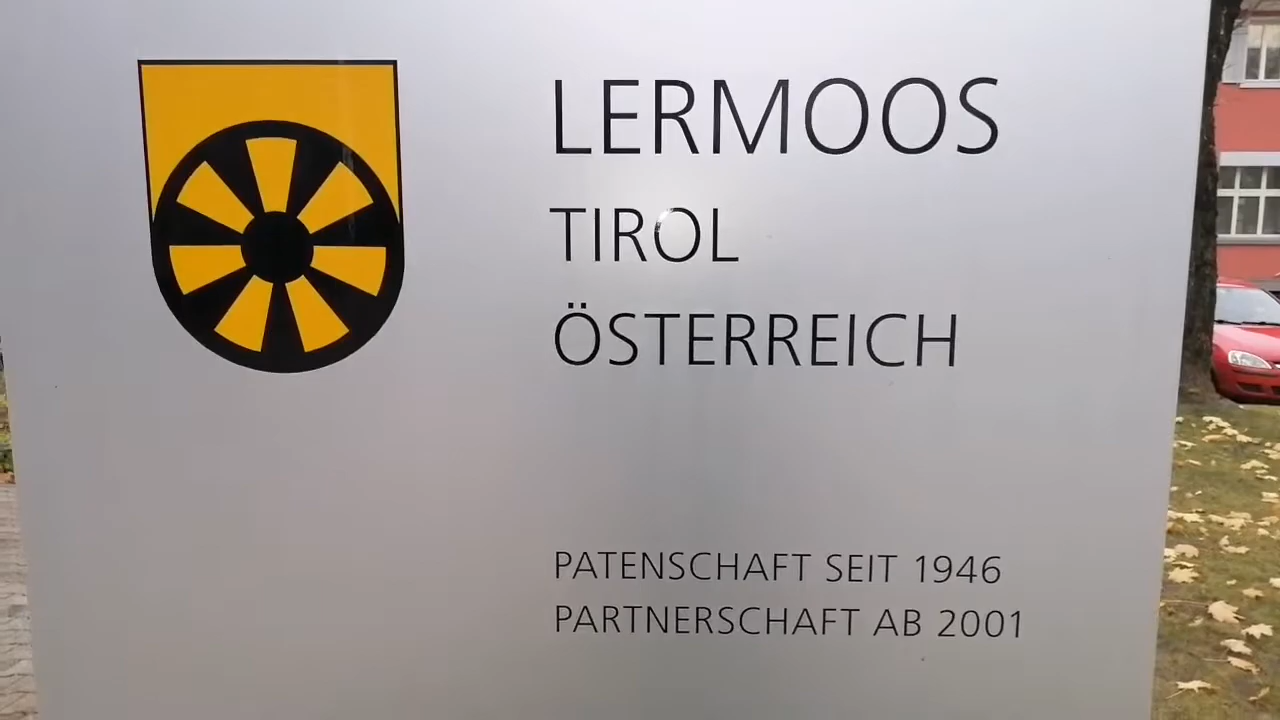 LERMOOS
TIROL
ÖSTERREICH
PATENSCHAFT SEIT 1946
PARTNERSCHAFT AB 2001